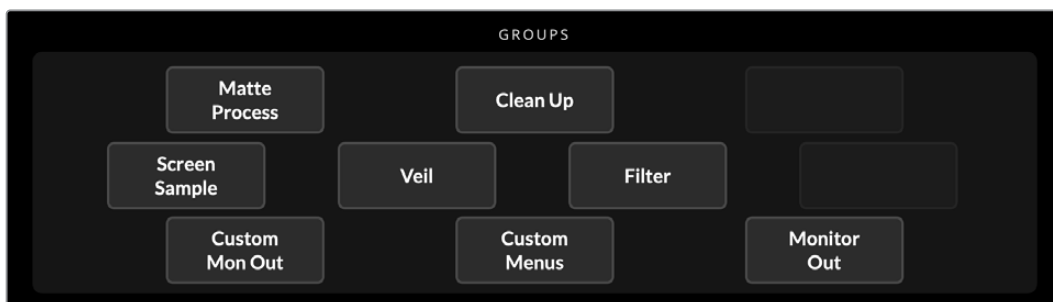 GROUPS
Matte
Process
Clean Up
Screen
Sample
Veil
Filter
Custom
Mon Out
Custom
Menus
Monitor
Out